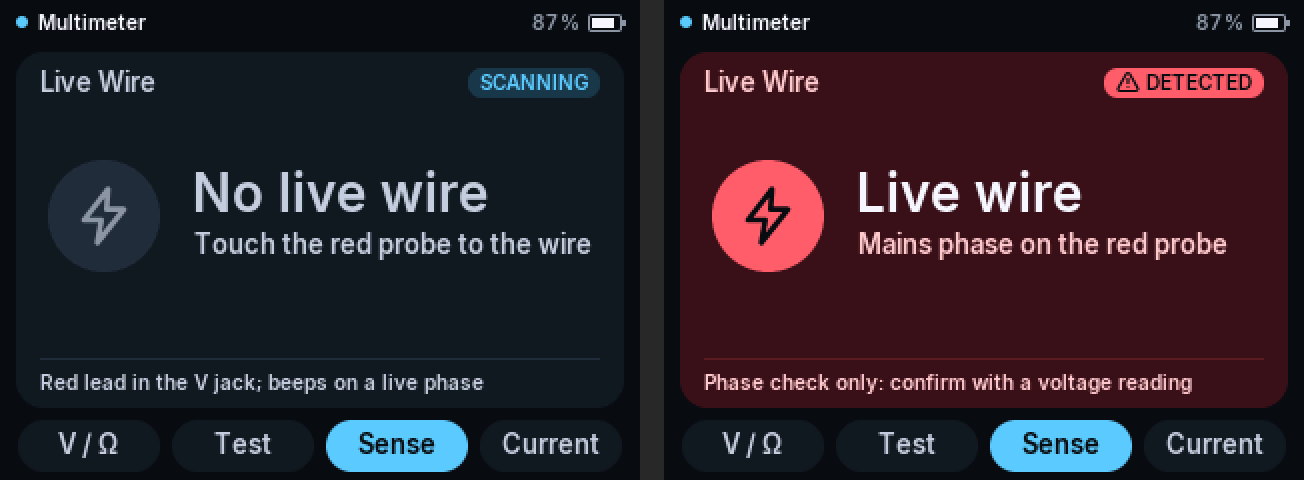 Multimeter 87%
Live Wire SCANNING
No live wire
Touch the red probe to the wire
Red lead in the V jack; beeps on a live phase
V / Ω Test Sense Current
Multimeter 87%
Live Wire DETECTED
Live wire
Mains phase on the red probe
Phase check only: confirm with a voltage reading
V / Ω Test Sense Current